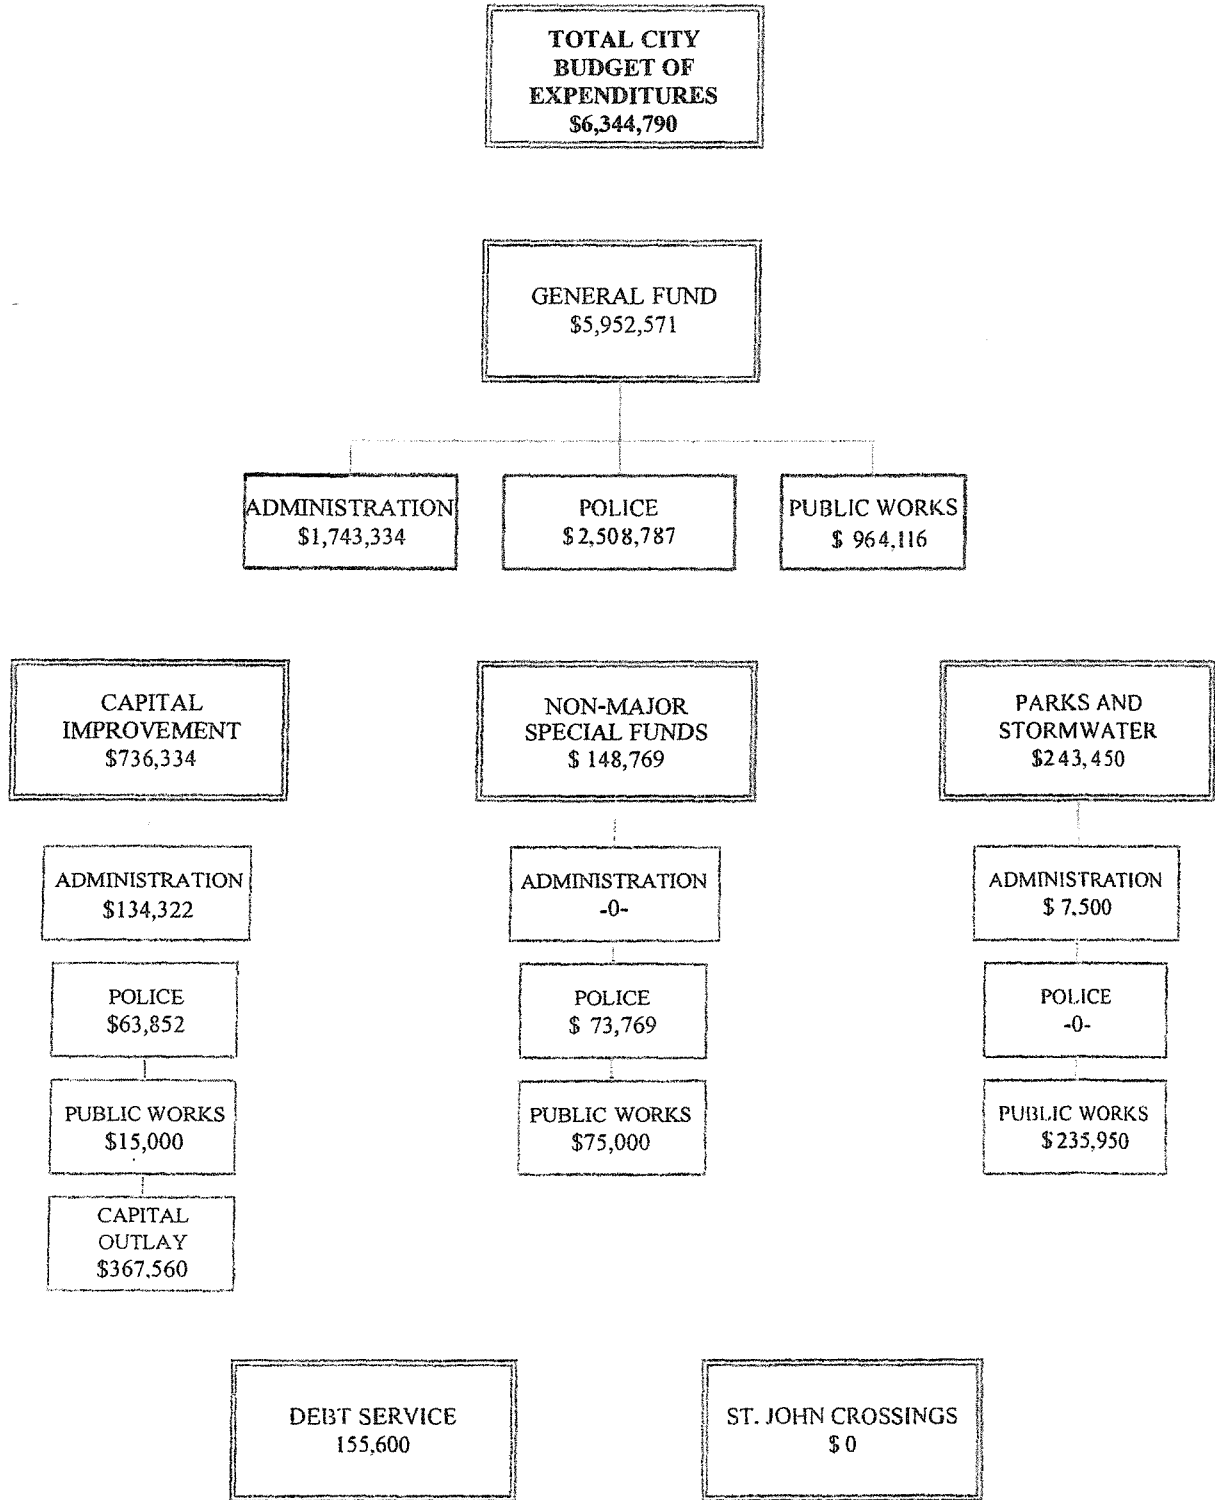 TOTAL CITY
BUDGET OF
EXPENDITURES
$6,344,790
GENERAL FUND
$5,952,571
ADMINISTRATION
$1,743,334
POLICE
$2,508,787
PUBLIC WORKS
$ 964,116
CAPITAL
IMPROVEMENT
$736,334
NON-MAJOR
SPECIAL FUNDS
$ 148,769
PARKS AND
STORMWATER
$243,450
ADMINISTRATION
$134,322
ADMINISTRATION
-0-
ADMINISTRATION
$ 7,500
POLICE
$63,852
POLICE
$ 73,769
POLICE
-0-
PUBLIC WORKS
$15,000
PUBLIC WORKS
$75,000
PUBLIC WORKS
$235,950
CAPITAL
OUTLAY
$367,560
DEBT SERVICE
155,600
ST. JOHN CROSSINGS
$ 0